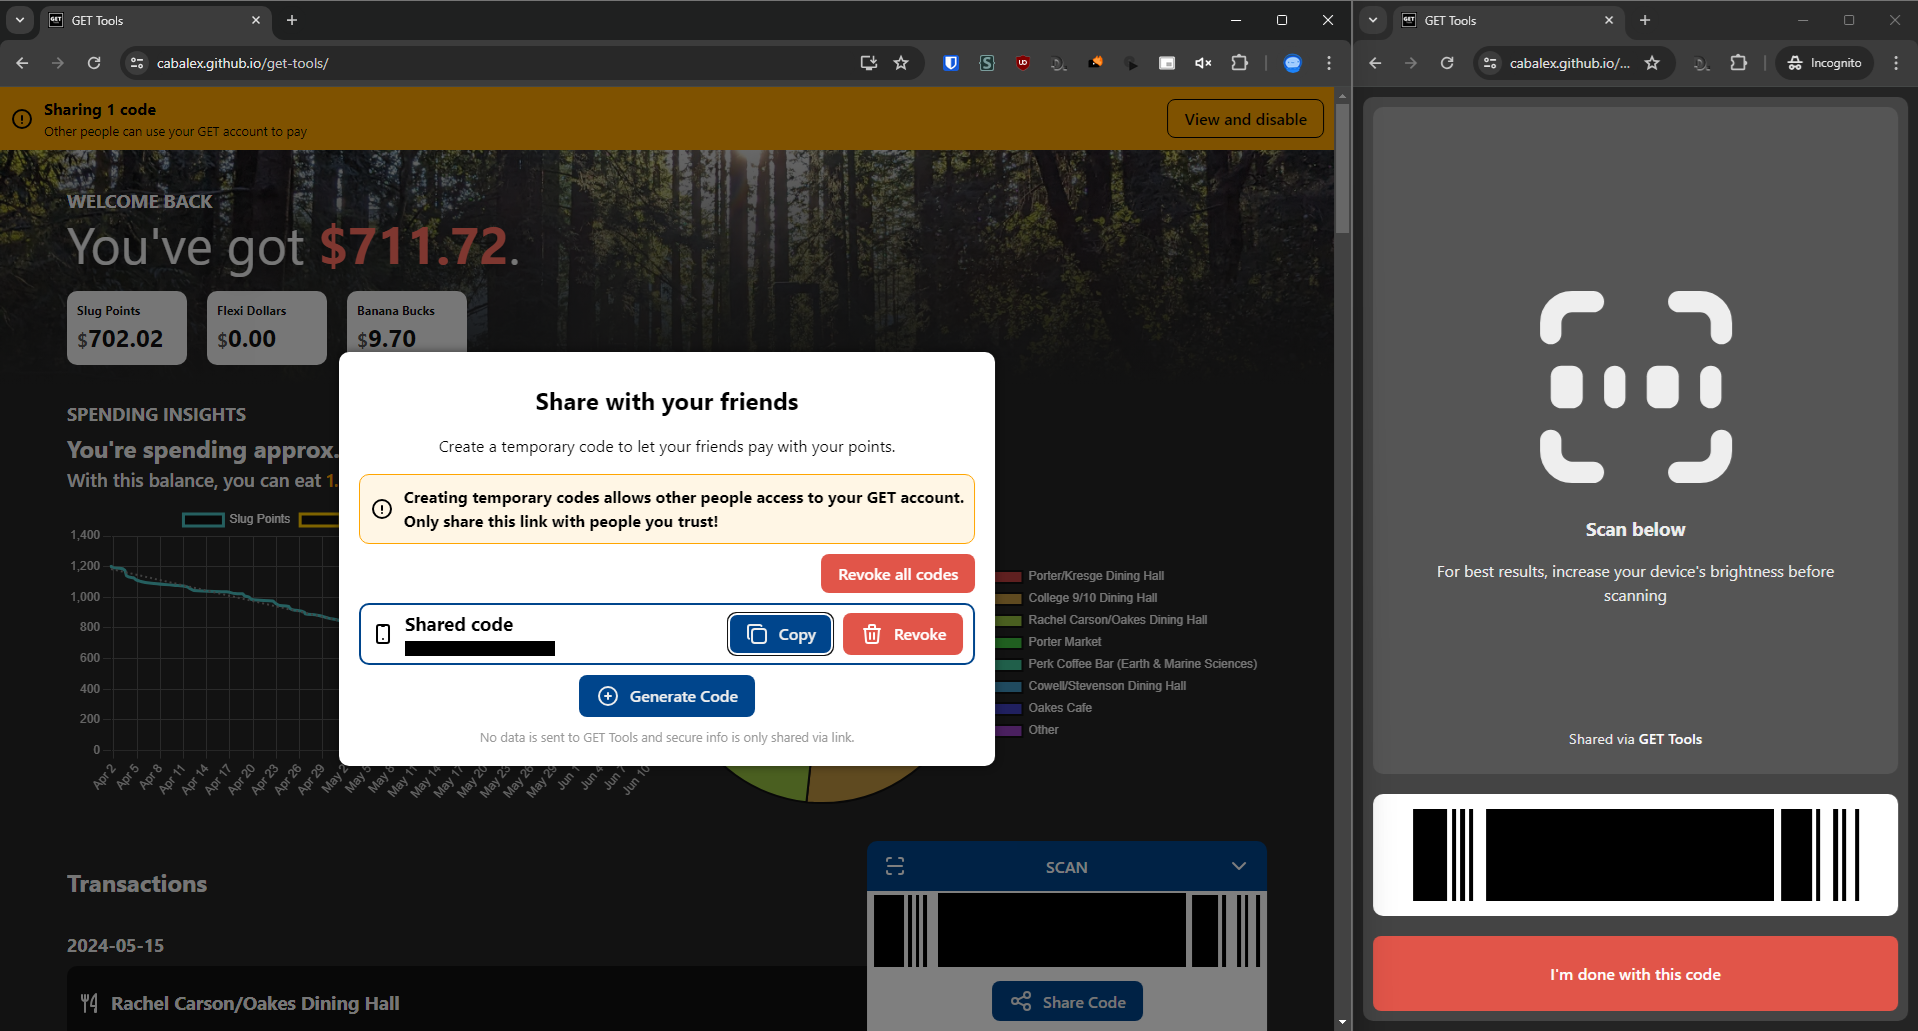 GET Tools
cabalex.github.io/get-tools/
Sharing 1 code
Other people can use your GET account to pay
View and disable
WELCOME BACK
You've got $711.72.
Slug Points
$702.02
Flexi Dollars
$0.00
Banana Bucks
$9.70
SPENDING INSIGHTS
You're spending approx.
With this balance, you can eat 1.
Slug Points
1,400
1,200
1,000
800
600
400
200
0
Apr 2
Apr 5
Apr 8
Apr 11
Apr 14
Apr 17
Apr 20
Apr 23
Apr 26
Apr 29
May 2
May 5
May 8
May 11
May 14
May 17
May 20
May 23
May 26
May 29
Jun 1
Jun 4
Jun 7
Jun 10
Porter/Kresge Dining Hall
College 9/10 Dining Hall
Rachel Carson/Oakes Dining Hall
Porter Market
Perk Coffee Bar (Earth & Marine Sciences)
Cowell/Stevenson Dining Hall
Oakes Cafe
Other
Share with your friends
Create a temporary code to let your friends pay with your points.
Creating temporary codes allows other people access to your GET account.
Only share this link with people you trust!
Revoke all codes
Shared code
Copy
Revoke
Generate Code
No data is sent to GET Tools and secure info is only shared via link.
Transactions
2024-05-15
Rachel Carson/Oakes Dining Hall
SCAN
Share Code
GET Tools
cabalex.github.io/...
Incognito
Scan below
For best results, increase your device's brightness before
scanning
Shared via GET Tools
I'm done with this code